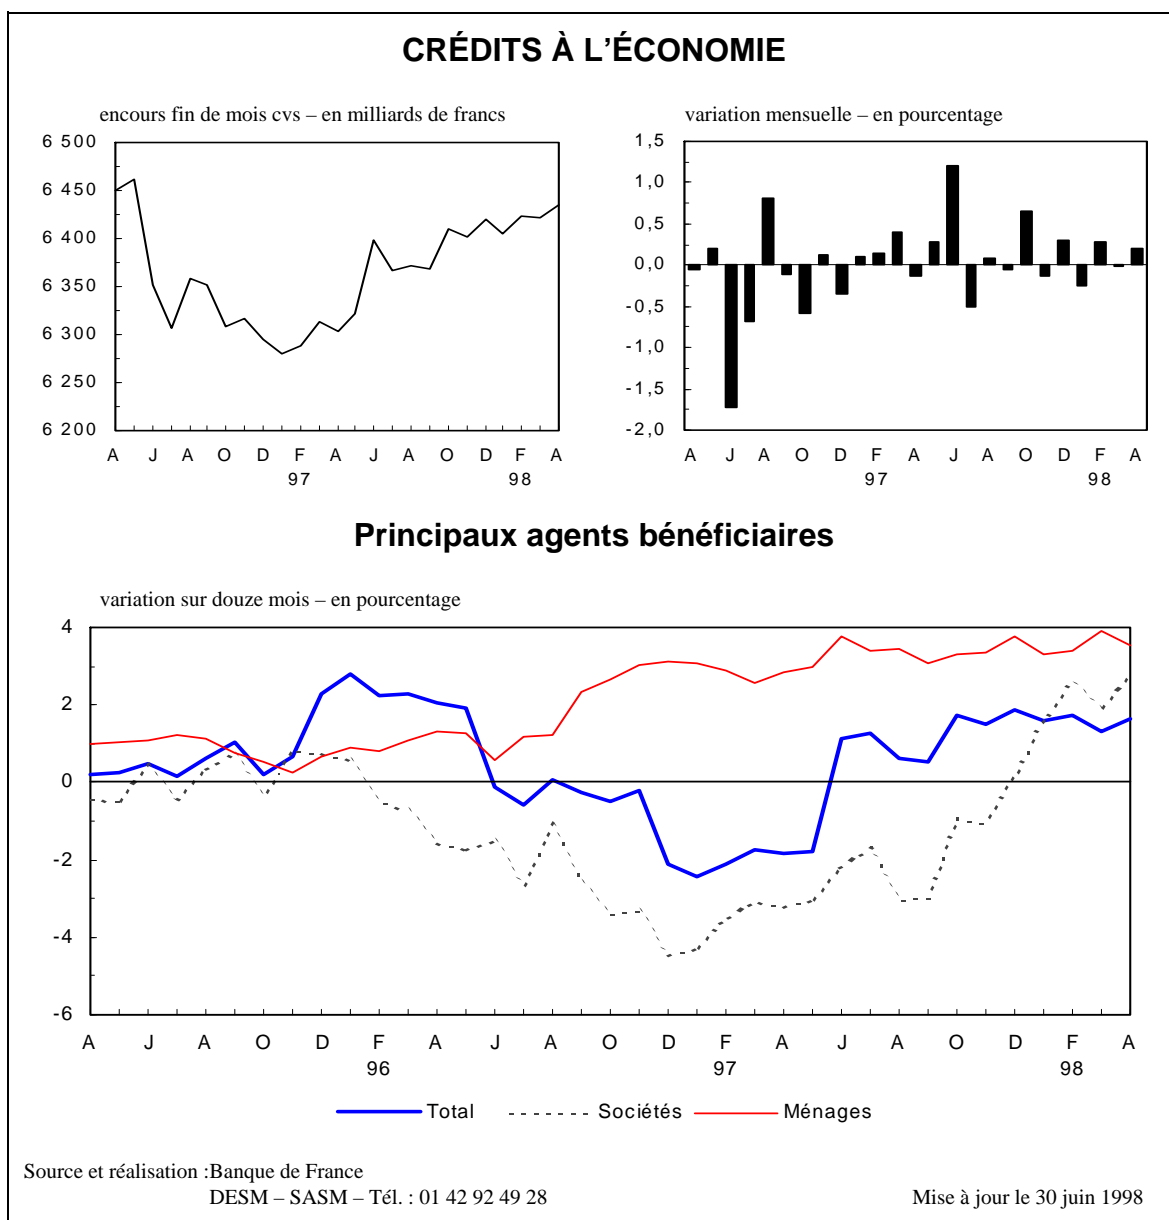 CRÉDITS À L'ÉCONOMIE
encours fin de mois cvs – en milliards de francs
6 500
6 450
6 400
6 350
6 300
6 250
6 200
A J A O D F A J A O D F A
97 98
variation mensuelle – en pourcentage
1,5
1,0
0,5
0,0
-0,5
-1,0
-1,5
-2,0
A J A O D F A J A O D F A
97 98
Principaux agents bénéficiaires
variation sur douze mois – en pourcentage
4
2
0
-2
-4
-6
A J A O D F A J A O D F A J A O D F A
96 97 98
Total Sociétés Ménages
Source et réalisation :Banque de France
DESM – SASM – Tél. : 01 42 92 49 28
Mise à jour le 30 juin 1998